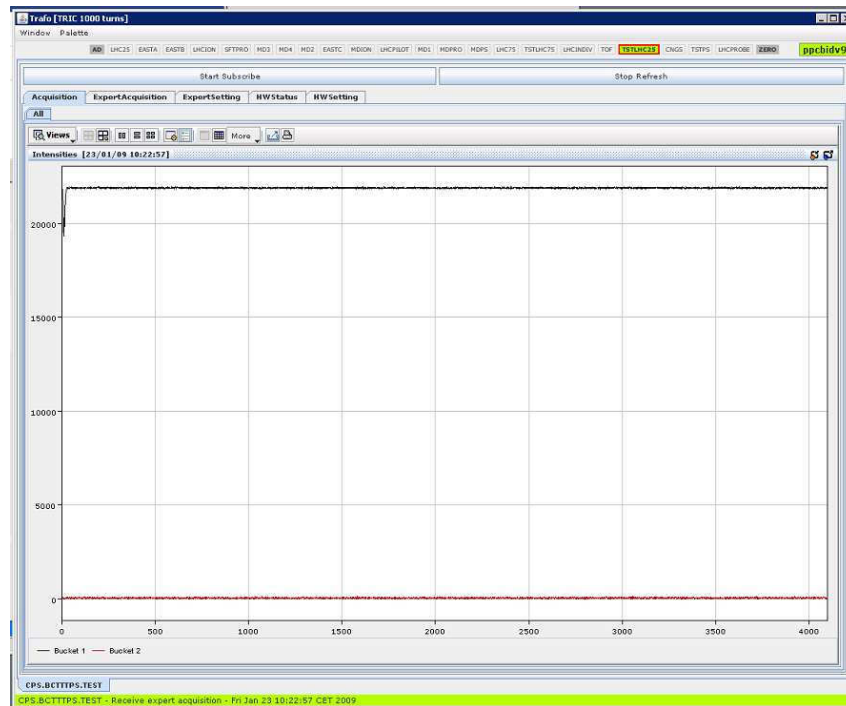 Trafo [TRIC 1000 turns]
Window Palette
AD LHC25 EASTA EASTB LHCION SFTPRO MD3 MD4 MD2 EASTC MDION LHCPILOT MD1 MDPRO MDPS LHC75 TSTLHC75 LHCINDIV TOF TSTLHC25 CNGS TSTPS LHCPROBE ZERO ppcbidv9
Start Subscribe Stop Refresh
Acquisition ExpertAcquisition ExpertSetting HWStatus HWSetting
All
Views More
Intensities [23/01/09 10:22:57]
20000
15000
10000
5000
0
0 500 1000 1500 2000 2500 3000 3500 4000
Bucket 1 Bucket 2
CPS.BCTTTPS.TEST
CPS.BCTTTPS.TEST - Receive expert acquisition - Fri Jan 23 10:22:57 CET 2009